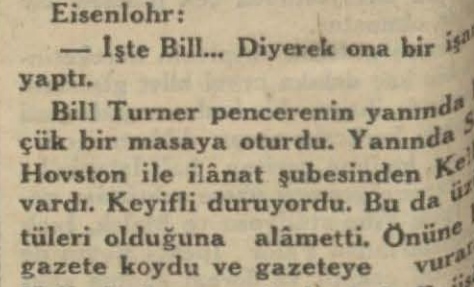 Eisenlohr:
— İşte Bill... Diyerek ona bir
yaptı.
Bill Turner pencerenin yanında
çük bir masaya oturdu. Yanında
Hovston ile ilânat şubesinden
vardı. Keyifli duruyordu. Bu da
tüleri olduğuna alâmetti. Önüne
gazete koydu ve gazeteye